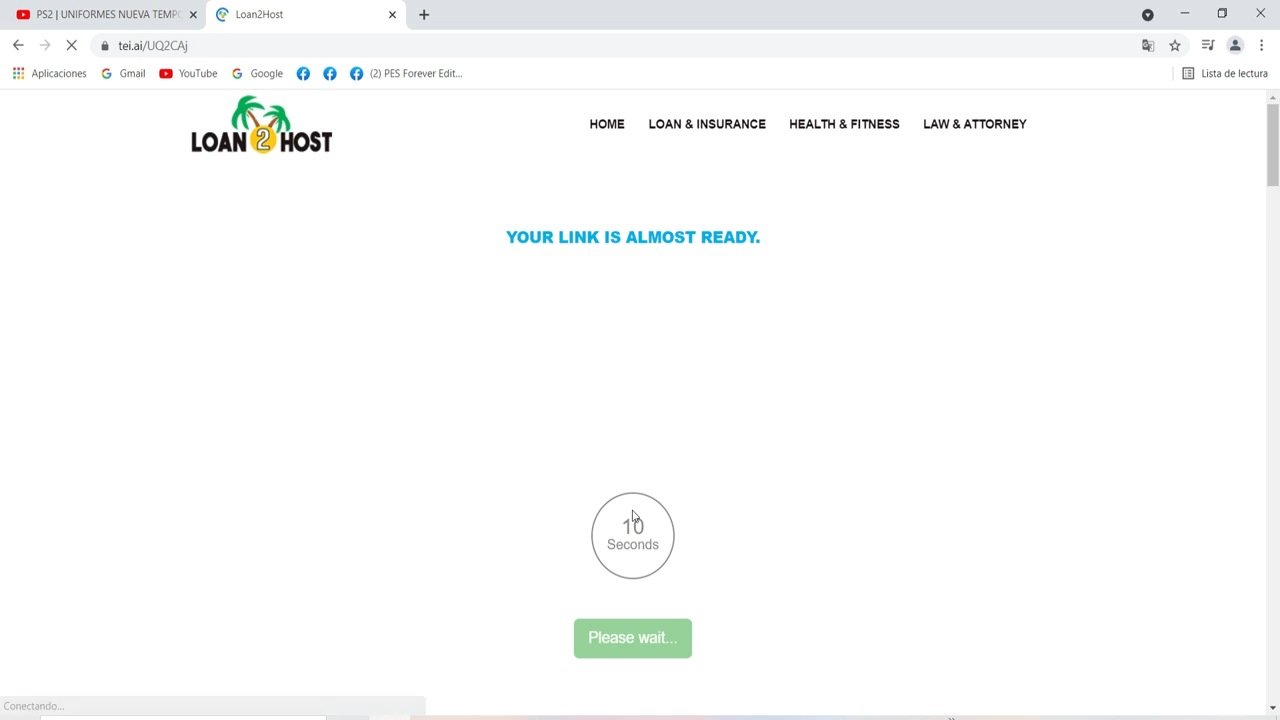 PS2 | UNIFORMES NUEVA TEMPO
Loan2Host
tei.ai/UQ2CAj
Aplicaciones
Gmail
YouTube
Google
(2) PES Forever Edit...
Lista de lectura
LOAN 2 HOST
HOME
LOAN & INSURANCE
HEALTH & FITNESS
LAW & ATTORNEY
YOUR LINK IS ALMOST READY.
10
Seconds
Please wait...
Conectando...